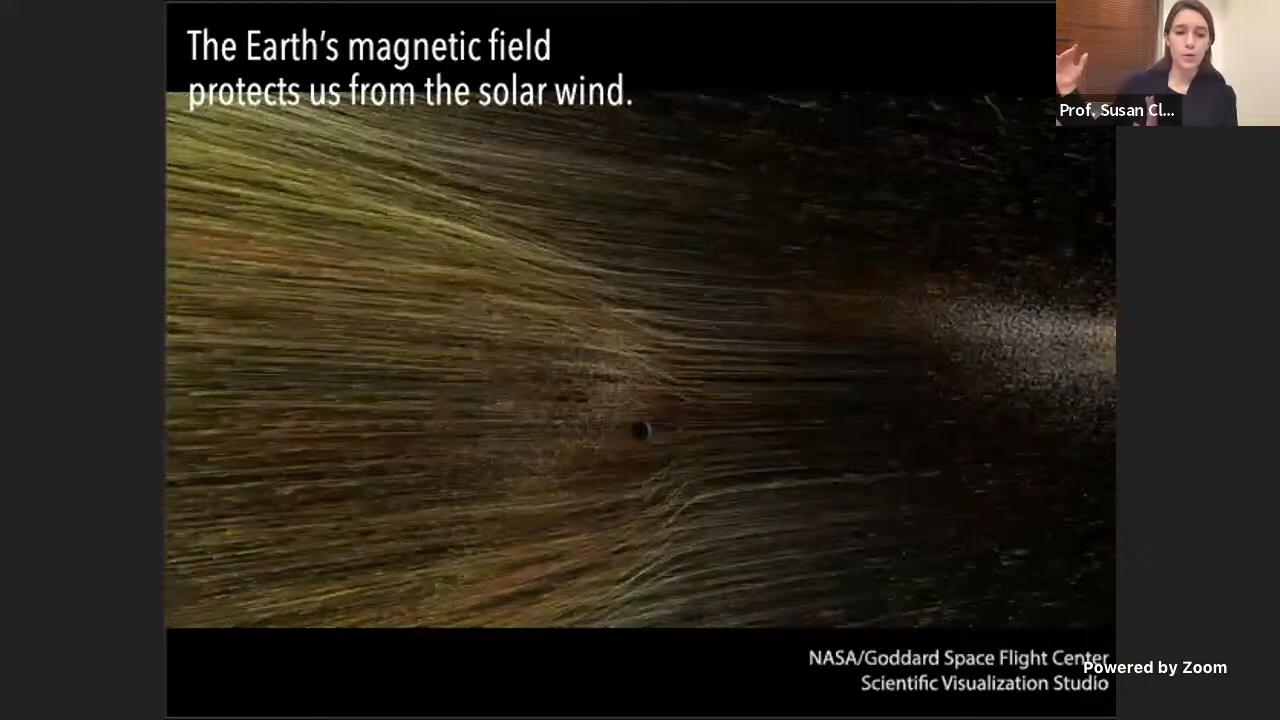 The Earth's magnetic field
protects us from the solar wind.
Prof. Susan Cl...
NASA/Goddard Space Flight Center
Scientific Visualization Studio
Powered by Zoom